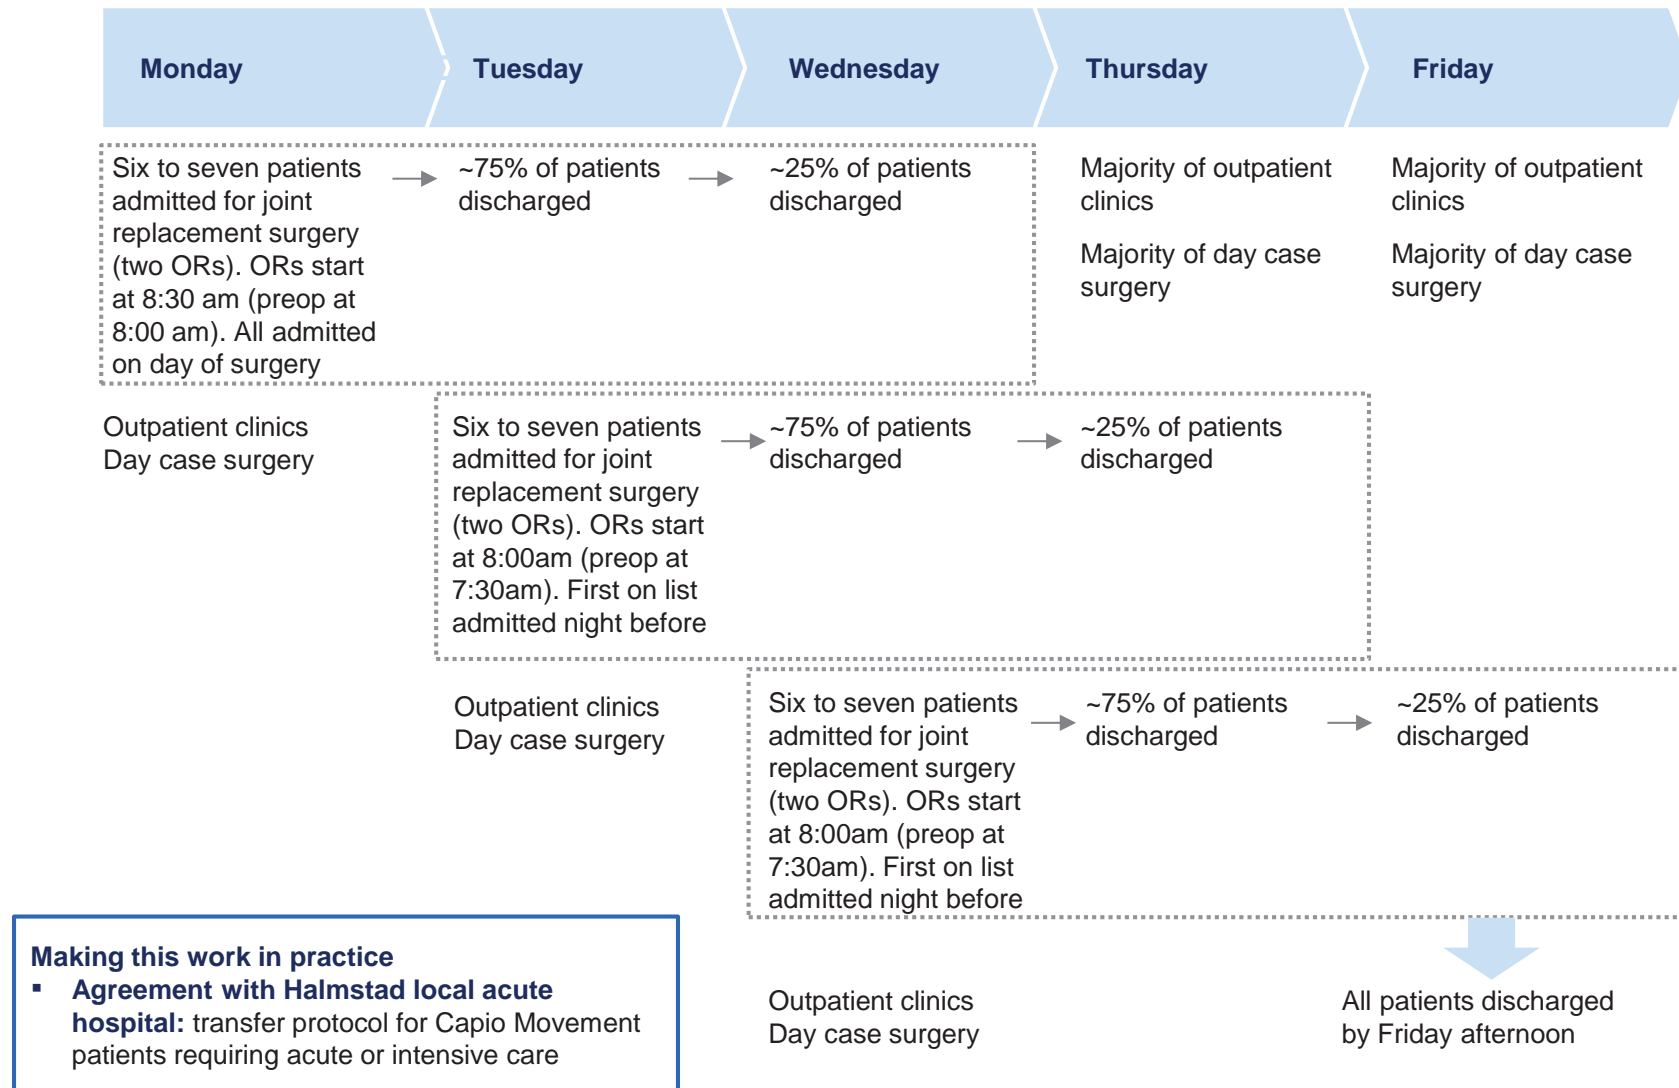 Monday
Tuesday
Wednesday
Thursday
Friday
Six to seven patients
admitted for joint
replacement surgery
(two ORs). ORs start
at 8:30 am (preop at
8:00 am). All admitted
on day of surgery
~75% of patients
discharged
~25% of patients
discharged
Majority of outpatient
clinics
Majority of day case
surgery
Majority of outpatient
clinics
Majority of day case
surgery
Outpatient clinics
Day case surgery
Six to seven patients
admitted for joint
replacement surgery
(two ORs). ORs start
at 8:00am (preop at
7:30am). First on list
admitted night before
~75% of patients
discharged
~25% of patients
discharged
Outpatient clinics
Day case surgery
Six to seven patients
admitted for joint
replacement surgery
(two ORs). ORs start
at 8:00am (preop at
7:30am). First on list
admitted night before
~75% of patients
discharged
~25% of patients
discharged
Making this work in practice
▪ Agreement with Halmstad local acute
hospital: transfer protocol for Capio Movement
patients requiring acute or intensive care
Outpatient clinics
Day case surgery
All patients discharged
by Friday afternoon